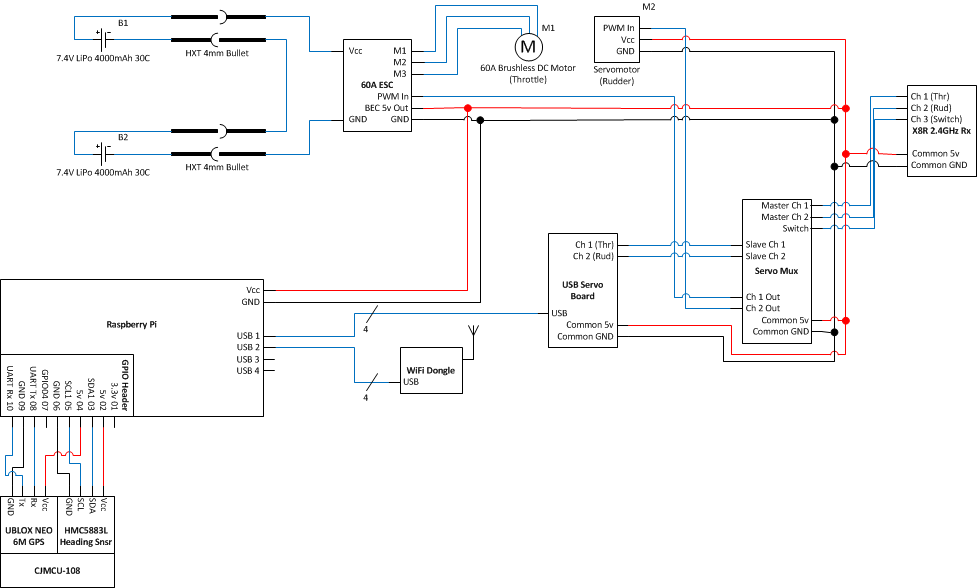 B1
7.4V LiPo 4000mAh 30C
HXT 4mm Bullet
B2
7.4V LiPo 4000mAh 30C
HXT 4mm Bullet
Vcc
M1
M2
M3
60A ESC
PWM In
BEC 5v Out
GND
GND
M1
M
60A Brushless DC Motor
(Throttle)
M2
PWM In
Vcc
GND
Servomotor
(Rudder)
Ch 1 (Thr)
Ch 2 (Rud)
Ch 3 (Switch)
X8R 2.4GHz Rx
Common 5v
Common GND
Master Ch 1
Master Ch 2
Switch
Slave Ch 1
Slave Ch 2
Servo Mux
Ch 1 Out
Ch 2 Out
Common 5v
Common GND
Ch 1 (Thr)
Ch 2 (Rud)
USB Servo
Board
USB
Common 5v
Common GND
Vcc
GND
Raspberry Pi
USB 1
USB 2
USB 3
USB 4
4
4
WiFi Dongle
USB
GPIO Header
UART Rx 10
GND 09
UART Tx 08
GPIO04 07
GND 06
SCL1 05
5v 04
SDA1 03
5v 02
3.3v 01
GND
Tx
Rx
Vcc
GND
SCL
SDA
Vcc
UBLOX NEO
6M GPS
HMC5883L
Heading Snsr
CJMCU-108